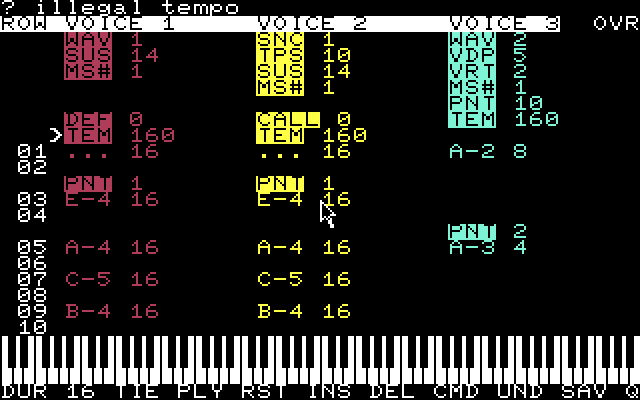 ? illegal tempo
ROW VOICE 1 VOICE 2 VOICE 3 OVR
WAV 1 SNC 1 WAV 2
SUS 14 TPS 10 VDP 5
MS# 1 SUS 14 VRT 2
MS# 1 MS# 1
PNT 10
DEF 0 CALL 0 TEM 160
>TEM 160 TEM 160
01 ... 16 ... 16 A-2 8
02
PNT 1 PNT 1
03 E-4 16 E-4 16
04
PNT 2
05 A-4 16 A-4 16 A-3 4
06
07 C-5 16 C-5 16
08
09 B-4 16 B-4 16
10
DUR 16 TIE PLY RST INS DEL CMD UND SAV Q